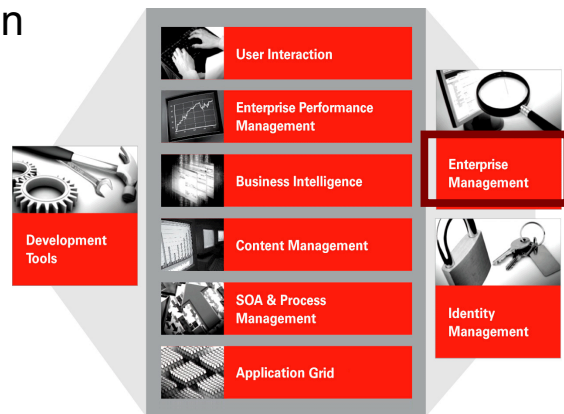 n
User Interaction
Enterprise Performance
Management
Business Intelligence
Content Management
SOA & Process
Management
Application Grid
Development
Tools
Enterprise
Management
Identity
Management